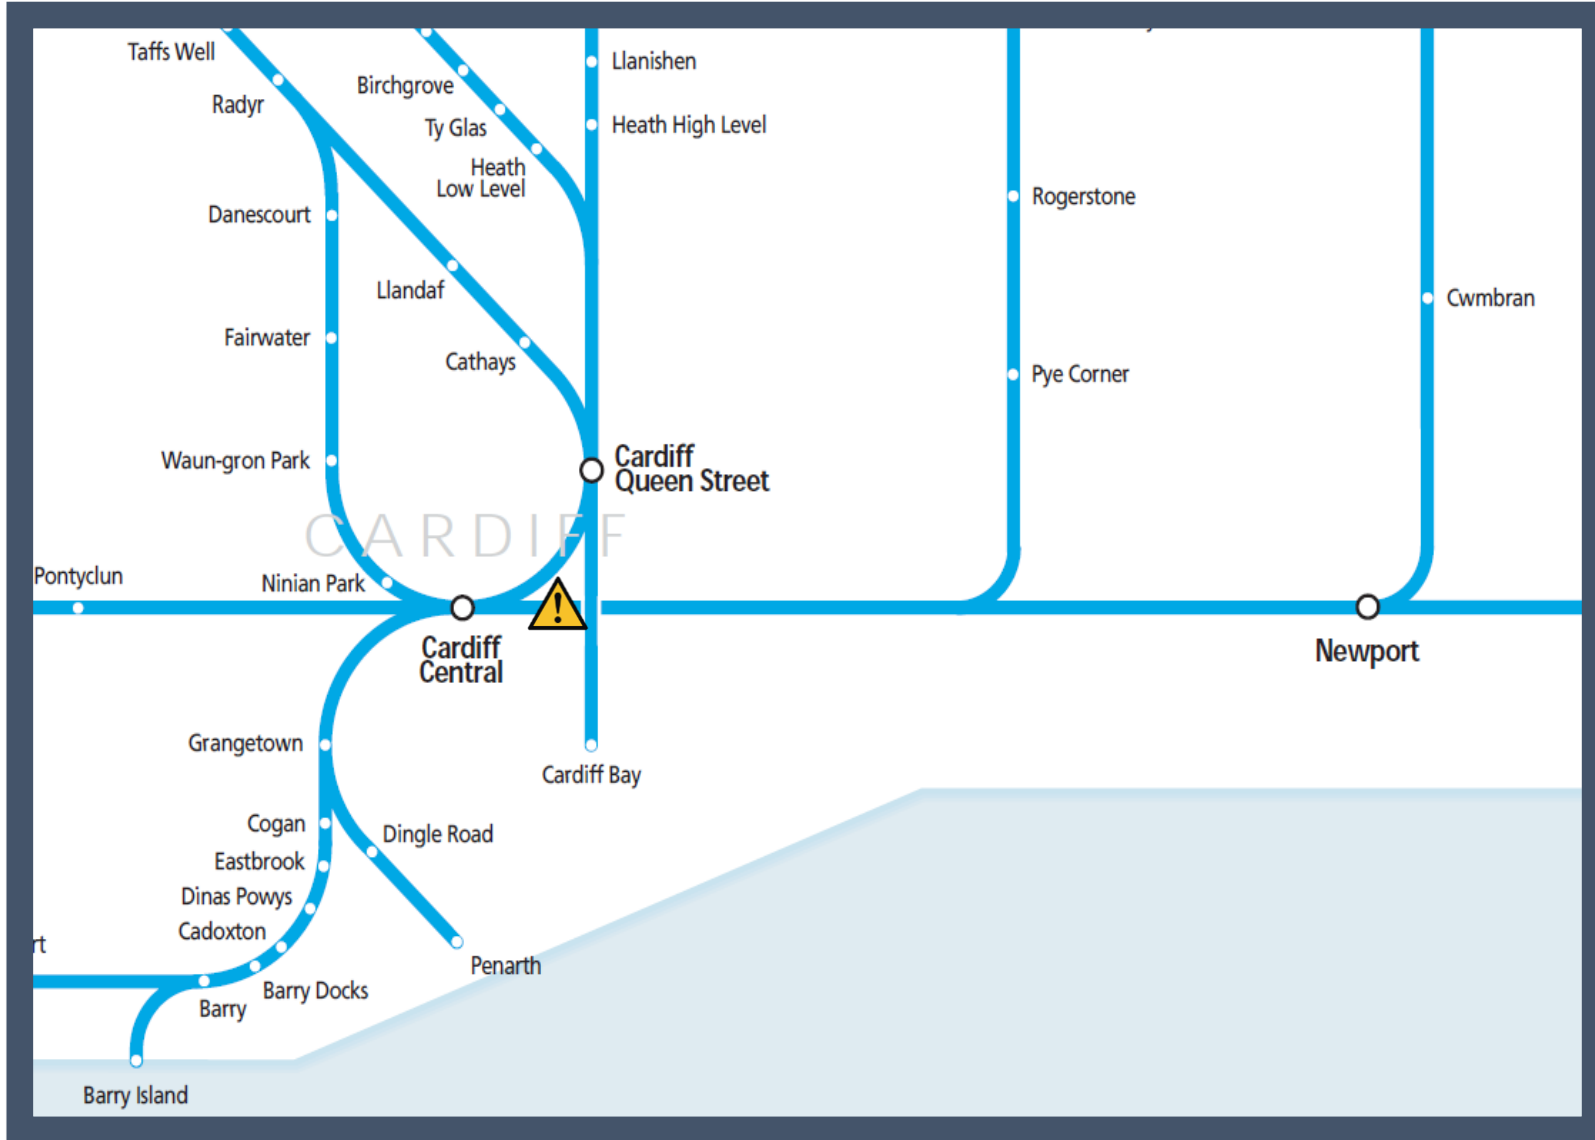 Taffs Well
Llanishen
Birchgrove
Radyr
Ty Glas
Heath High Level
Heath
Low Level
Rogerstone
Danescourt
Llandaf
Cwmbran
Fairwater
Cathays
Pye Corner
Waun-gron Park
Cardiff
Queen Street
CARDIFF
Pontyclun
Ninian Park
!
Cardiff
Central
Newport
Grangetown
Cardiff Bay
Cogan
Dingle Road
Eastbrook
Dinas Powys
Cadoxton
rt
Penarth
Barry Docks
Barry
Barry Island